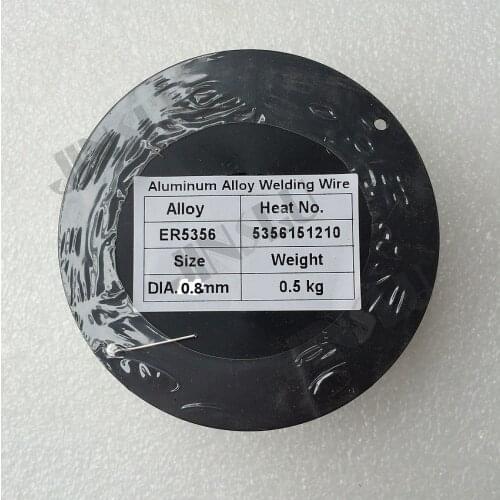 Aluminum Alloy Welding Wire
Alloy Heat No.
ER5356 5356151210
Size Weight
DIA. 0.8mm 0.5 kg